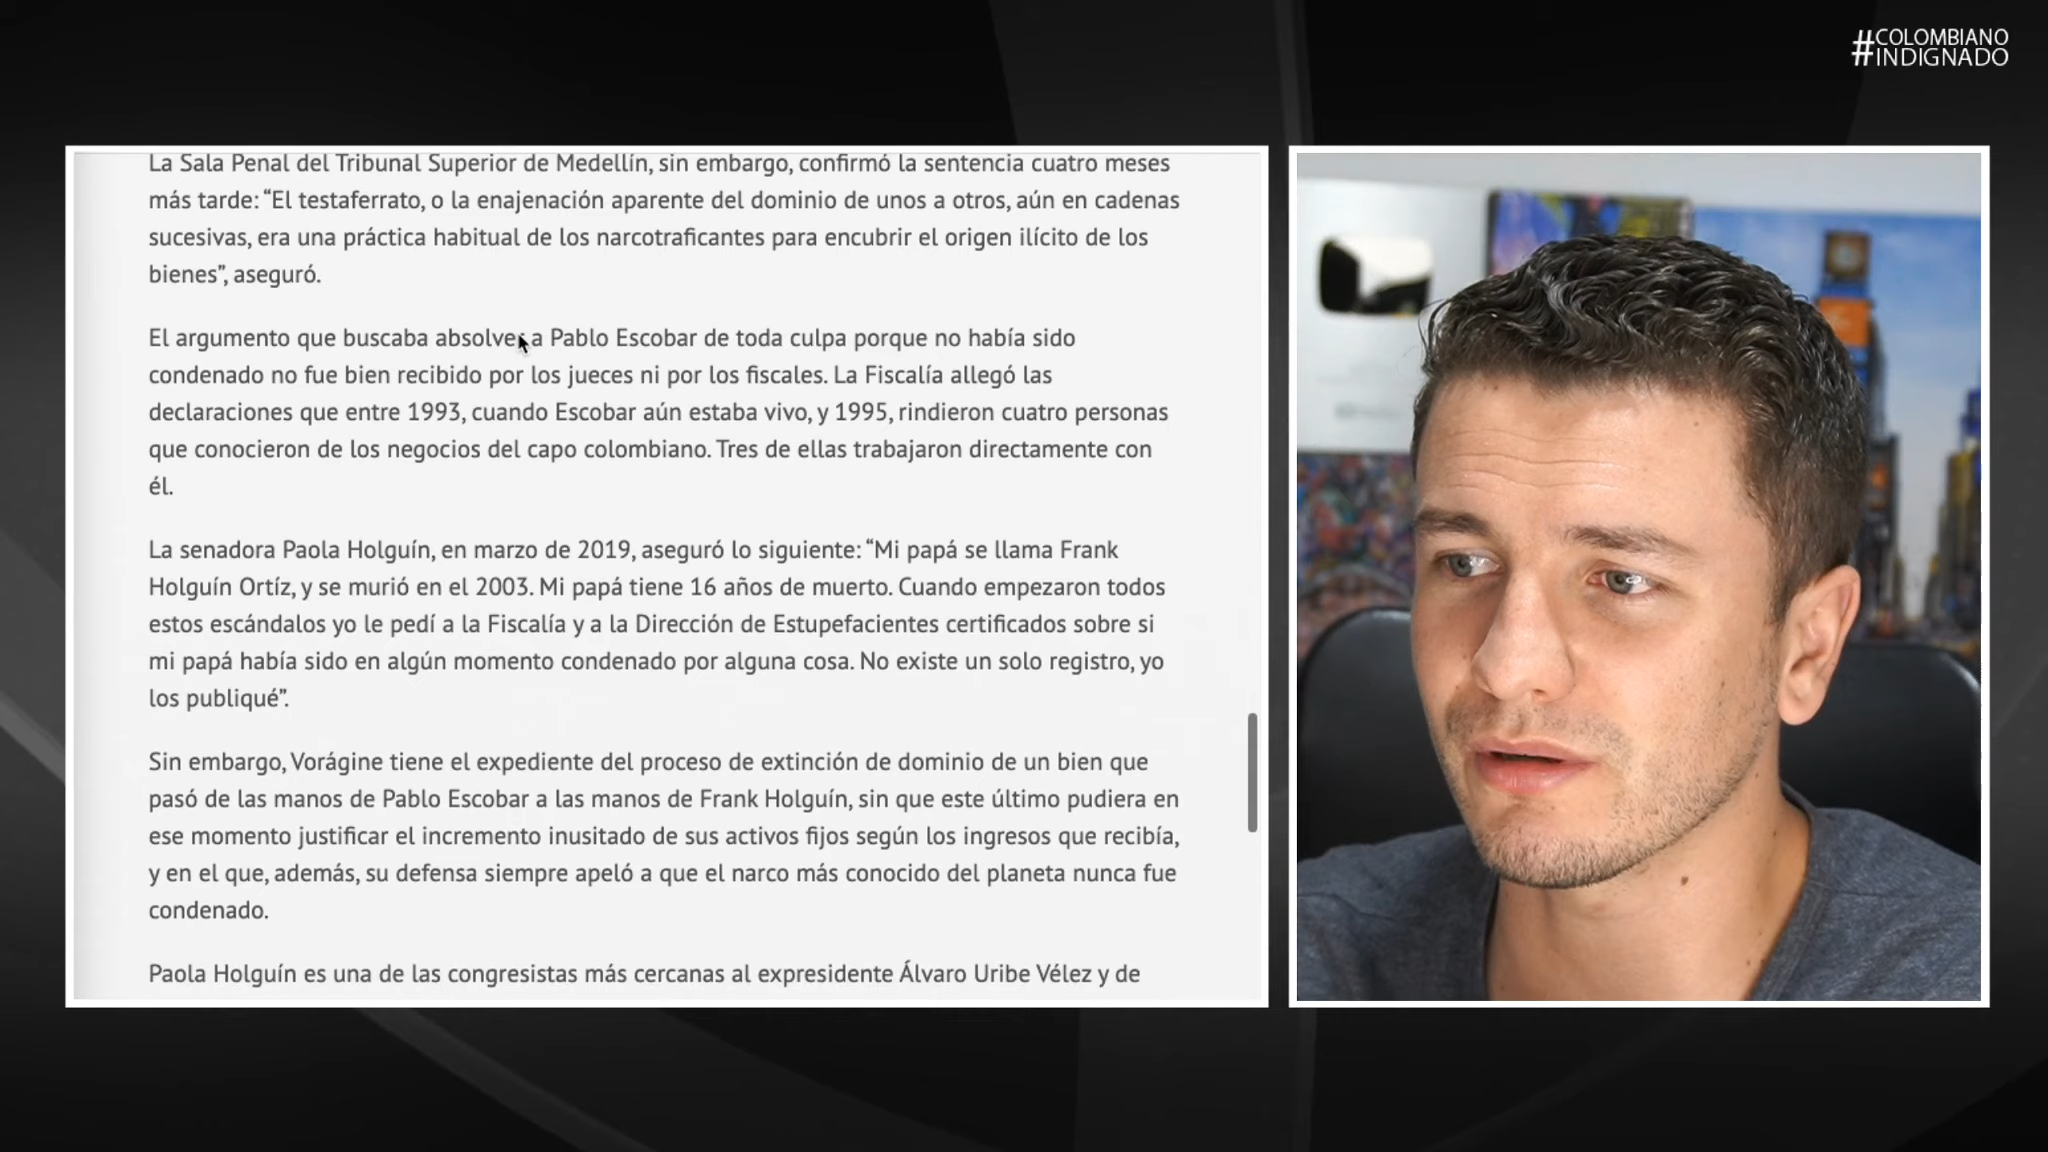 #COLOMBIANO
INDIGNADO
La Sala Penal del Tribunal Superior de Medellín, sin embargo, confirmó la sentencia cuatro meses
más tarde: “El testaferrato, o la enajenación aparente del dominio de unos a otros, aún en cadenas
sucesivas, era una práctica habitual de los narcotraficantes para encubrir el origen ilícito de los
bienes”, aseguró.
El argumento que buscaba absolver a Pablo Escobar de toda culpa porque no había sido
condenado no fue bien recibido por los jueces ni por los fiscales. La Fiscalía allegó las
declaraciones que entre 1993, cuando Escobar aún estaba vivo, y 1995, rindieron cuatro personas
que conocieron de los negocios del capo colombiano. Tres de ellas trabajaron directamente con
él.
La senadora Paola Holguín, en marzo de 2019, aseguró lo siguiente: “Mi papá se llama Frank
Holguín Ortíz, y se murió en el 2003. Mi papá tiene 16 años de muerto. Cuando empezaron todos
estos escándalos yo le pedí a la Fiscalía y a la Dirección de Estupefacientes certificados sobre si
mi papá había sido en algún momento condenado por alguna cosa. No existe un solo registro, yo
los publiqué”.
Sin embargo, Vorágine tiene el expediente del proceso de extinción de dominio de un bien que
pasó de las manos de Pablo Escobar a las manos de Frank Holguín, sin que este último pudiera en
ese momento justificar el incremento inusitado de sus activos fijos según los ingresos que recibía,
y en el que, además, su defensa siempre apeló a que el narco más conocido del planeta nunca fue
condenado.
Paola Holguín es una de las congresistas más cercanas al expresidente Álvaro Uribe Vélez y de